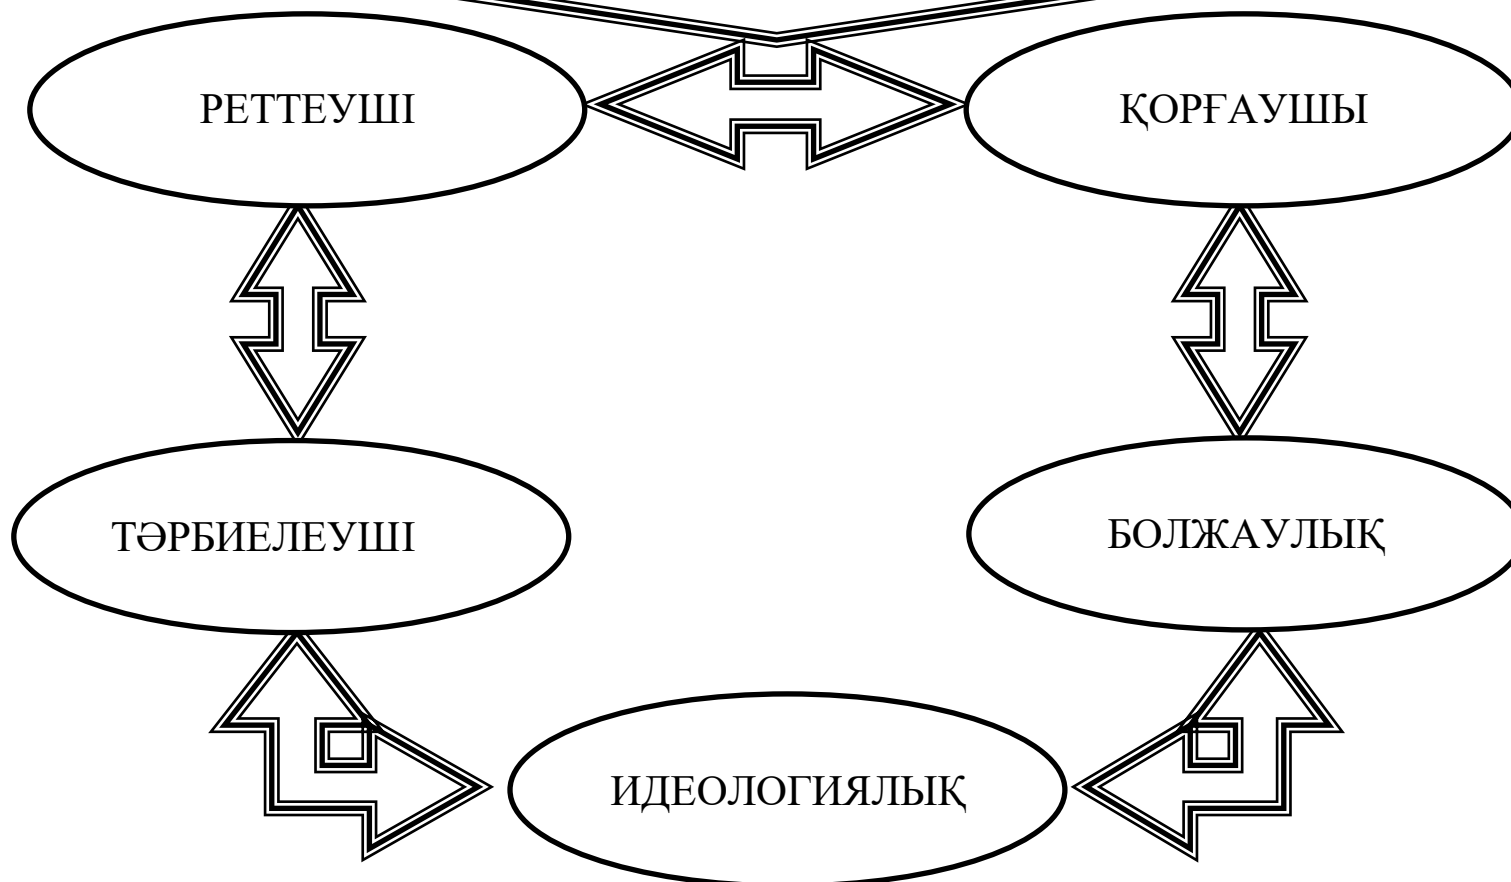 РЕТТЕУШІ
ҚОРҒАУШЫ
ТӘРБИЕЛЕУШІ
БОЛЖАУЛЫҚ
ИДЕОЛОГИЯЛЫҚ